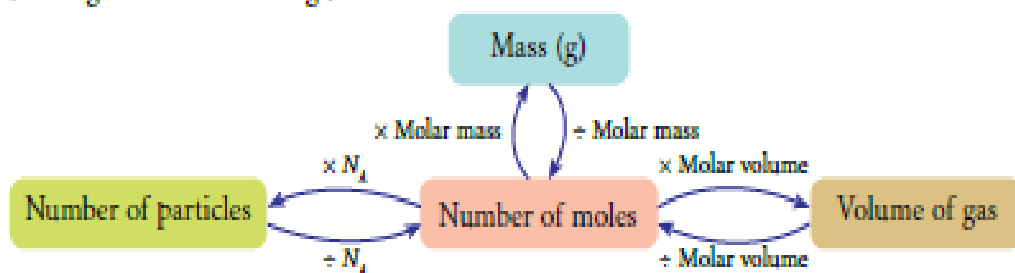 Mass (g)
× Molar mass
÷ Molar mass
× N_A
× Molar volume
Number of particles
Number of moles
Volume of gas
÷ N_A
÷ Molar volume